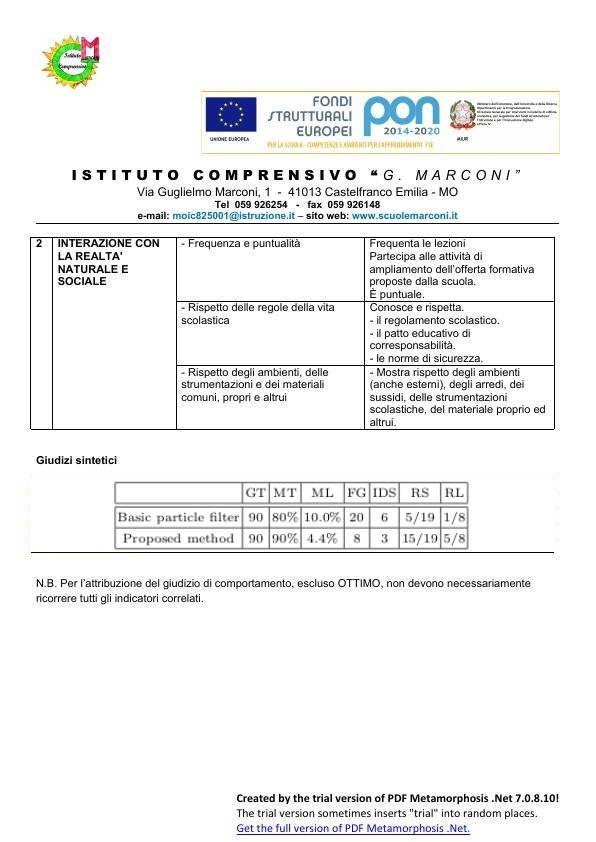 Istituto
Comprensivo
UNIONE EUROPEA
FONDI
STRUTTURALI
EUROPEI
pon
2014-2020
PER LA SCUOLA - COMPETENZE E AMBIENTI PER L'APPRENDIMENTO - FSE
MIUR
ISTITUTO COMPRENSIVO “G. MARCONI”
Via Guglielmo Marconi, 1 - 41013 Castelfranco Emilia - MO
Tel 059 926254 - fax 059 926148
e-mail: moic825001@istruzione.it – sito web: www.scuolemarconi.it
2 INTERAZIONE CON - Frequenza e puntualità Frequenta le lezioni
LA REALTA' Partecipa alle attività di
NATURALE E ampliamento dell’offerta formativa
SOCIALE proposte dalla scuola.
È puntuale.
- Rispetto delle regole della vita Conosce e rispetta.
scolastica - il regolamento scolastico.
- il patto educativo di
corresponsabilità.
- le norme di sicurezza.
- Rispetto degli ambienti, delle - Mostra rispetto degli ambienti
strumentazioni e dei materiali (anche esterni), degli arredi, dei
comuni, propri e altrui sussidi, delle strumentazioni
scolastiche, del materiale proprio ed
altrui.
Giudizi sintetici
GT MT ML FG IDS RS RL
Basic particle filter 90 80% 10.0% 20 6 5/19 1/8
Proposed method 90 90% 4.4% 8 3 15/19 5/8
N.B. Per l’attribuzione del giudizio di comportamento, escluso OTTIMO, non devono necessariamente
ricorrere tutti gli indicatori correlati.
Created by the trial version of PDF Metamorphosis .Net 7.0.8.10!
The trial version sometimes inserts "trial" into random places.
Get the full version of PDF Metamorphosis .Net.